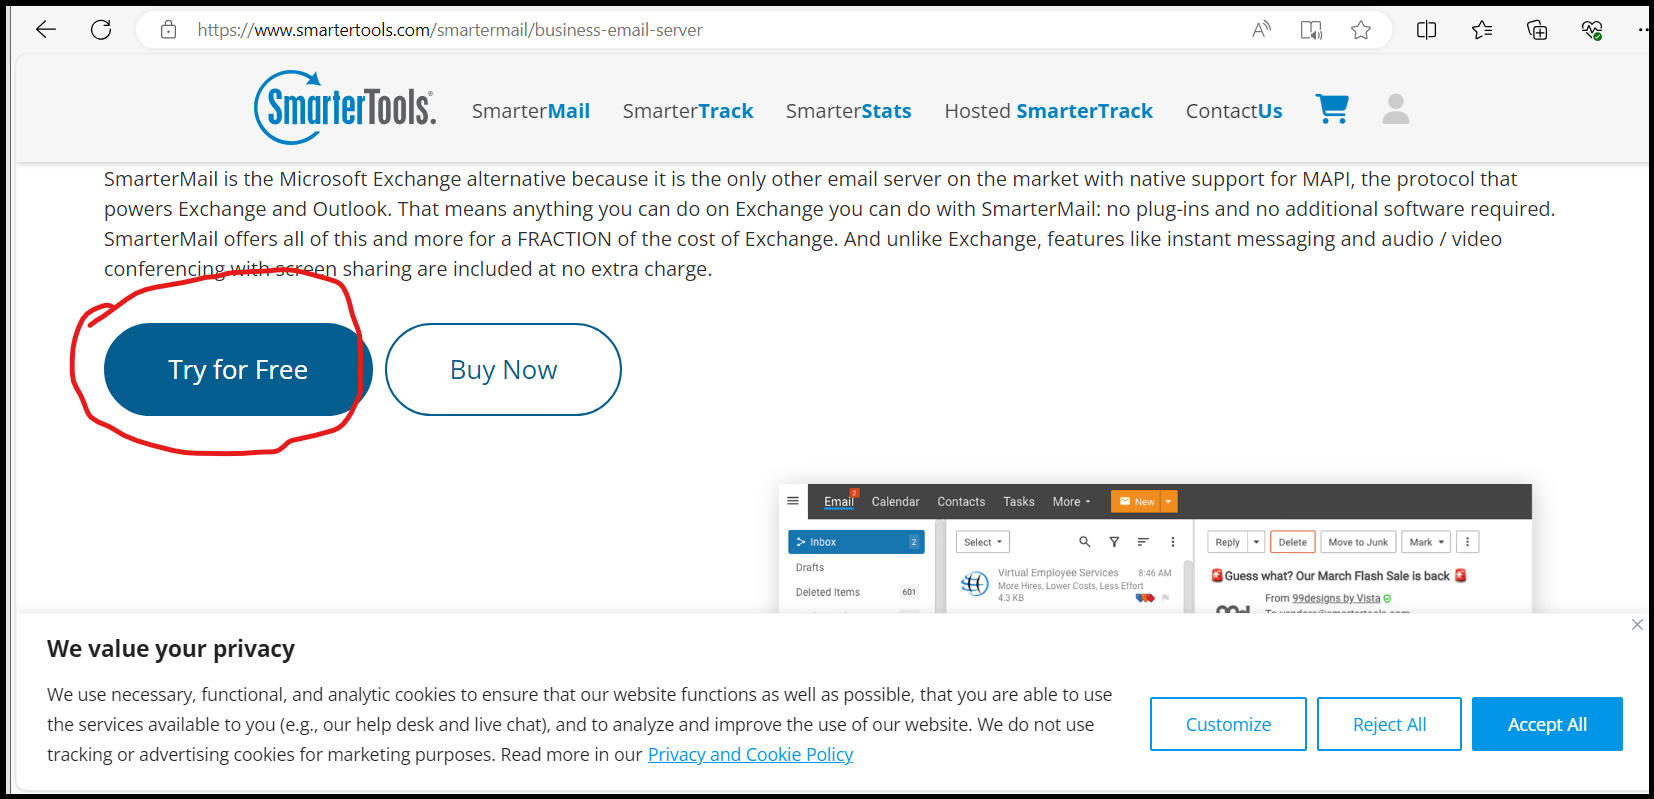 https://www.smartertools.com/smartermail/business-email-server
SmarterTools.
SmarterMail SmarterTrack SmarterStats Hosted SmarterTrack ContactUs
SmarterMail is the Microsoft Exchange alternative because it is the only other email server on the market with native support for MAPI, the protocol that
powers Exchange and Outlook. That means anything you can do on Exchange you can do with SmarterMail: no plug-ins and no additional software required.
SmarterMail offers all of this and more for a FRACTION of the cost of Exchange. And unlike Exchange, features like instant messaging and audio / video
conferencing with screen sharing are included at no extra charge.
Try for Free Buy Now
Email 2 Calendar Contacts Tasks More New
Inbox 2
Drafts
Deleted Items 601
Select
Virtual Employee Services 8:46 AM
More Hires, Lower Costs, Less Effort
4.3 KB
Reply Delete Move to Junk Mark
Guess what? Our March Flash Sale is back
From 99designs by Vista
We value your privacy
We use necessary, functional, and analytic cookies to ensure that our website functions as well as possible, that you are able to use
the services available to you (e.g., our help desk and live chat), and to analyze and improve the use of our website. We do not use
tracking or advertising cookies for marketing purposes. Read more in our Privacy and Cookie Policy
Customize Reject All Accept All